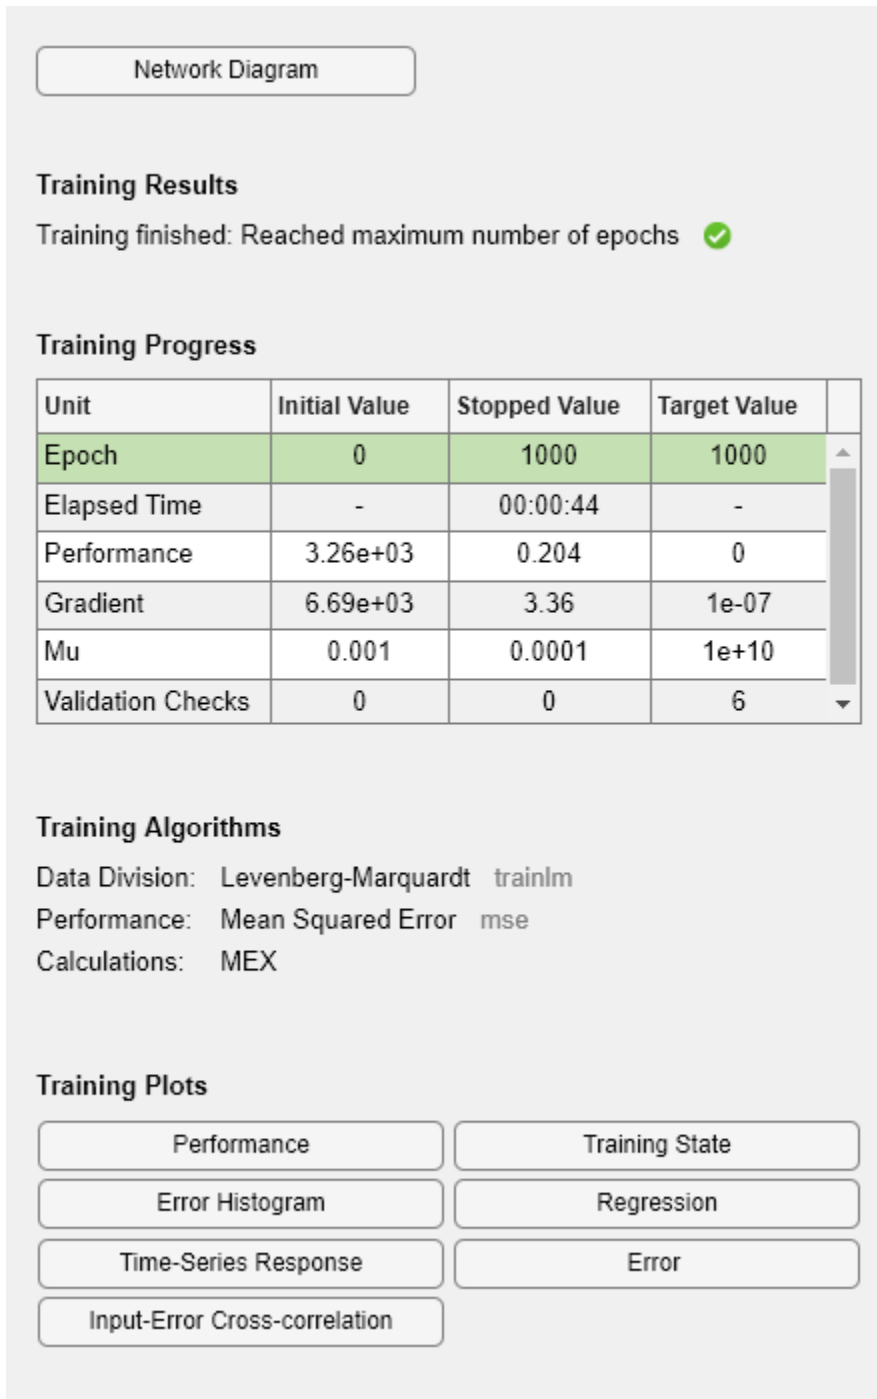 Network Diagram
Training Results
Training finished: Reached maximum number of epochs
Training Progress
Unit Initial Value Stopped Value Target Value
Epoch 0 1000 1000
Elapsed Time - 00:00:44 -
Performance 3.26e+03 0.204 0
Gradient 6.69e+03 3.36 1e-07
Mu 0.001 0.0001 1e+10
Validation Checks 0 0 6
Training Algorithms
Data Division: Levenberg-Marquardt trainlm
Performance: Mean Squared Error mse
Calculations: MEX
Training Plots
Performance Training State
Error Histogram Regression
Time-Series Response Error
Input-Error Cross-correlation